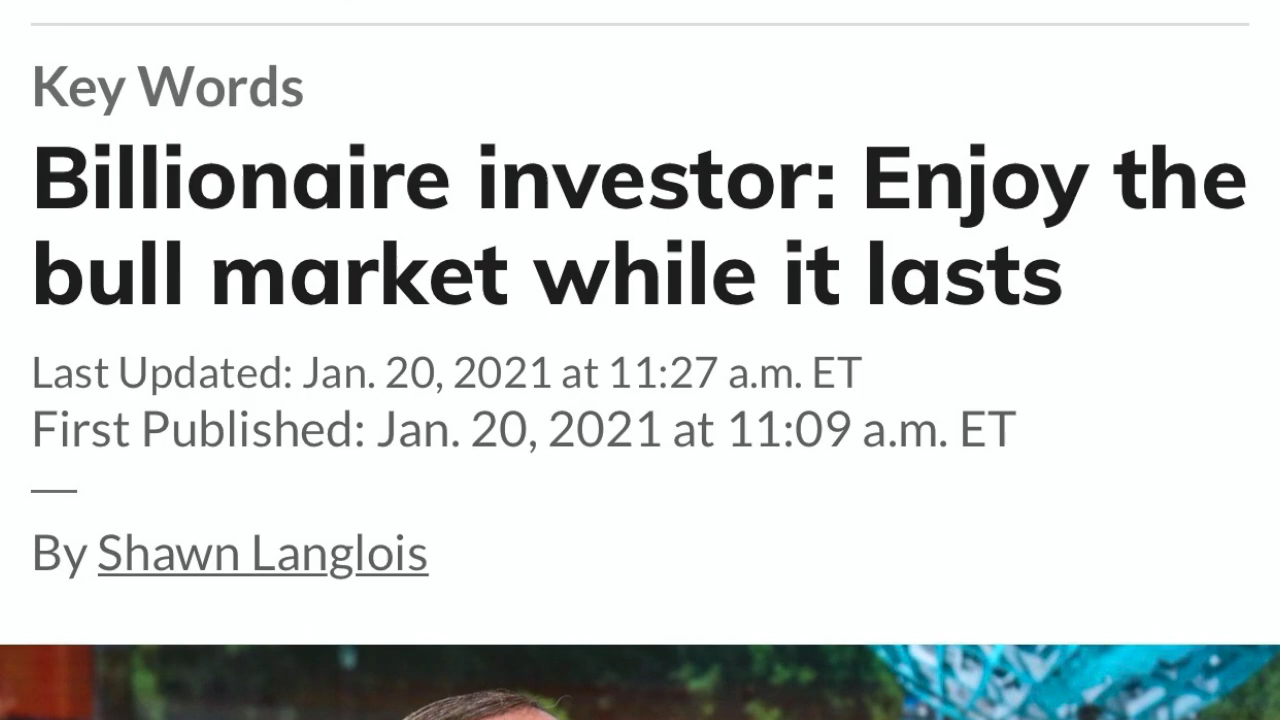 Key Words
Billionaire investor: Enjoy the
bull market while it lasts
Last Updated: Jan. 20, 2021 at 11:27 a.m. ET
First Published: Jan. 20, 2021 at 11:09 a.m. ET
By Shawn Langlois